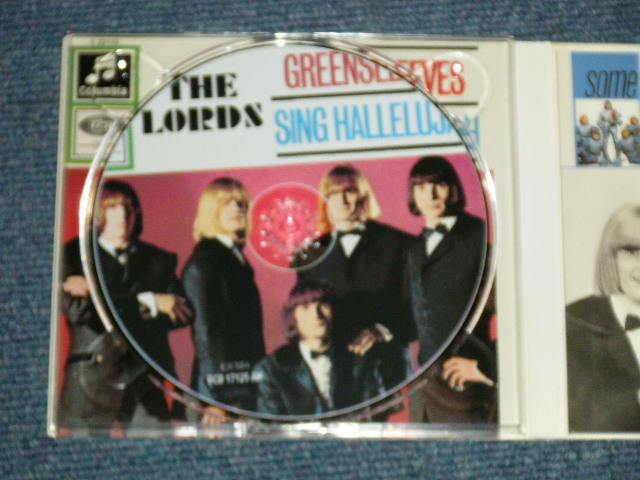 Columbia
THE
LORDS
GREENSLEEVES
SING HALLELUJAH
some